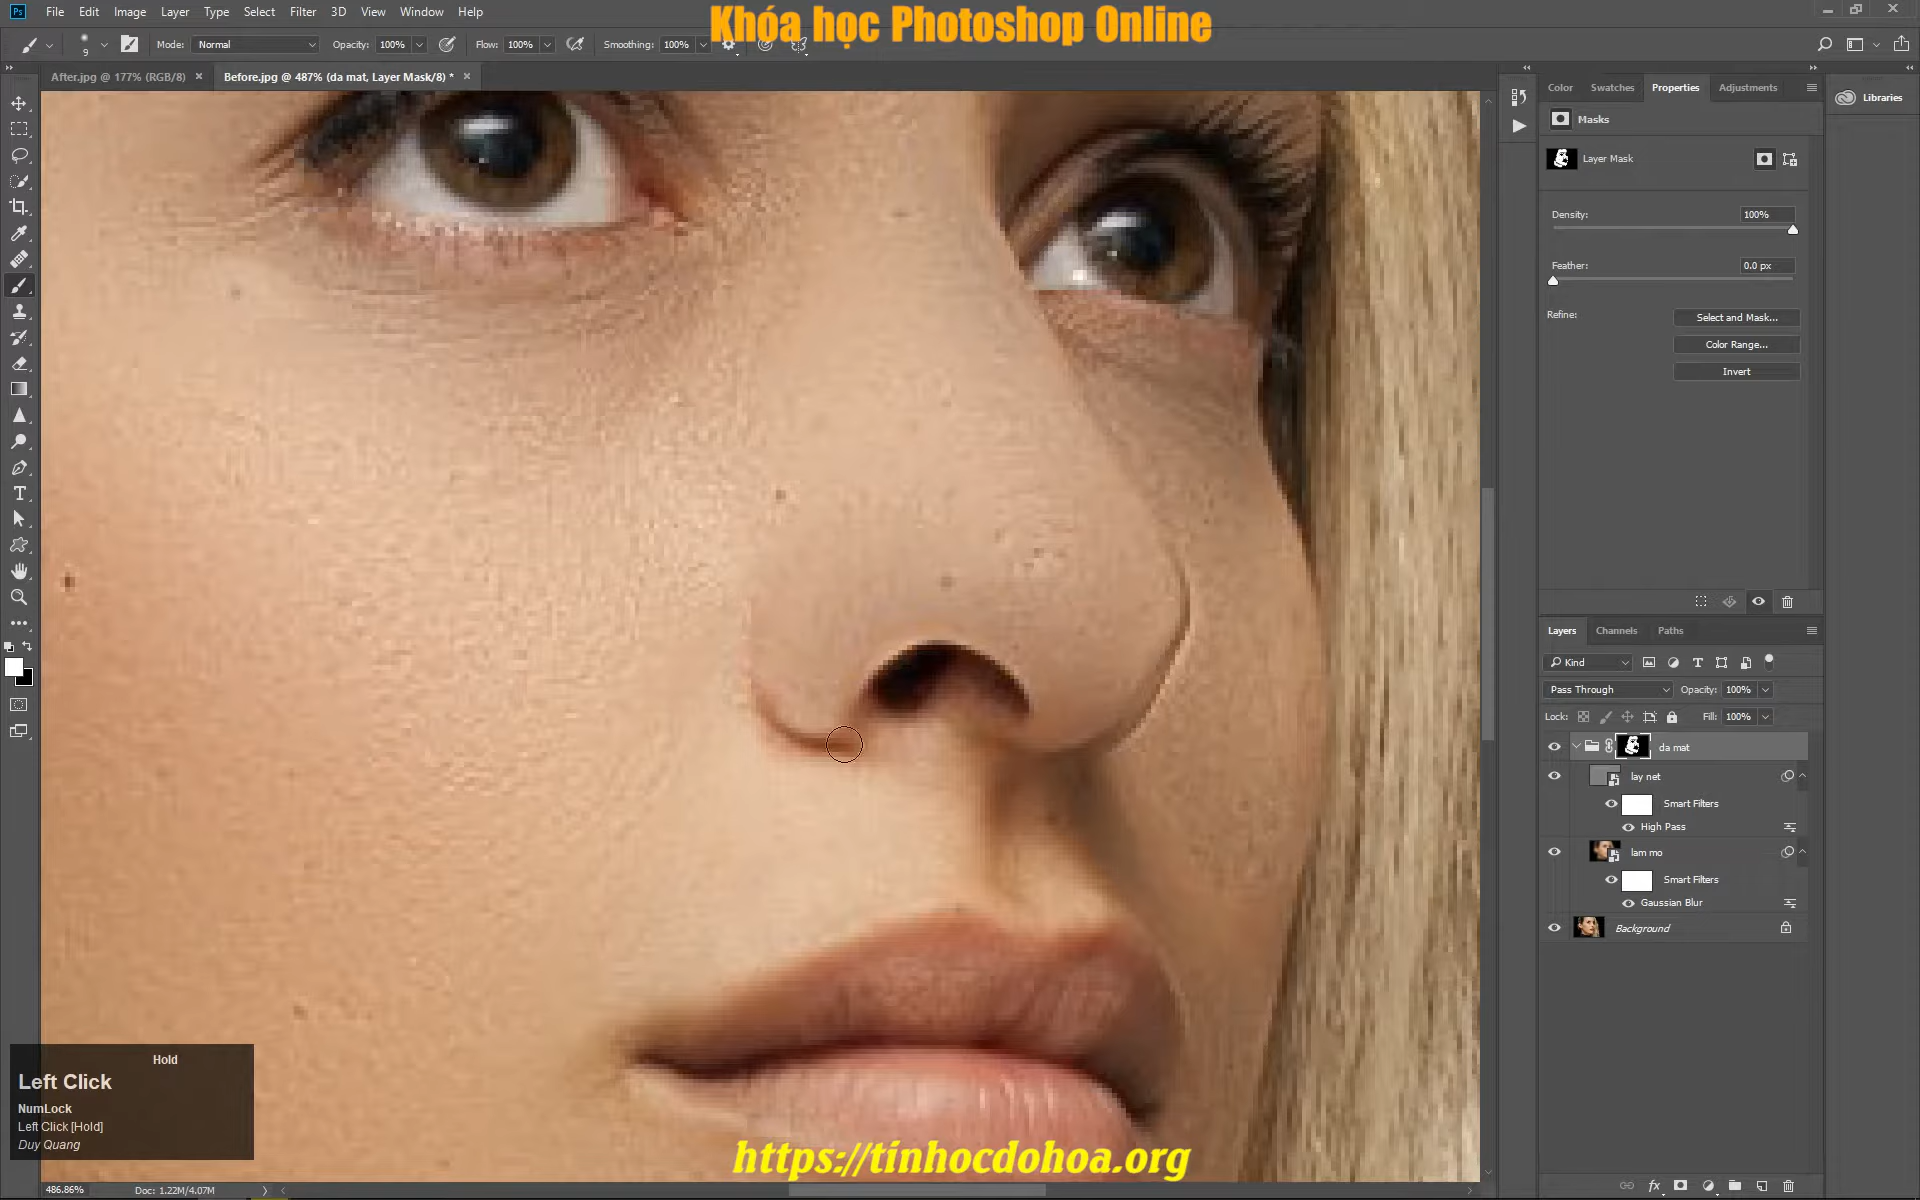 Ps File Edit Image Layer Type Select Filter 3D View Window Help
Khóa học Photoshop Online
9 Mode: Normal Opacity: 100% Flow: 100% Smoothing: 100%
After.jpg @ 177% (RGB/8) × Before.jpg @ 487% (da mat, Layer Mask/8) * ×
Color Swatches Properties Adjustments
Libraries
Masks
Layer Mask
Density: 100%
Feather: 0.0 px
Refine: Select and Mask...
Color Range...
Invert
Layers Channels Paths
Kind
Pass Through Opacity: 100%
Lock: Fill: 100%
da mat
lay net
Smart Filters
High Pass
lam mo
Smart Filters
Gaussian Blur
Background
Hold
Left Click
NumLock
Left Click [Hold]
Duy Quang
https://tinhocdohoa.org
486.86% Doc: 1.22M/4.07M
fx